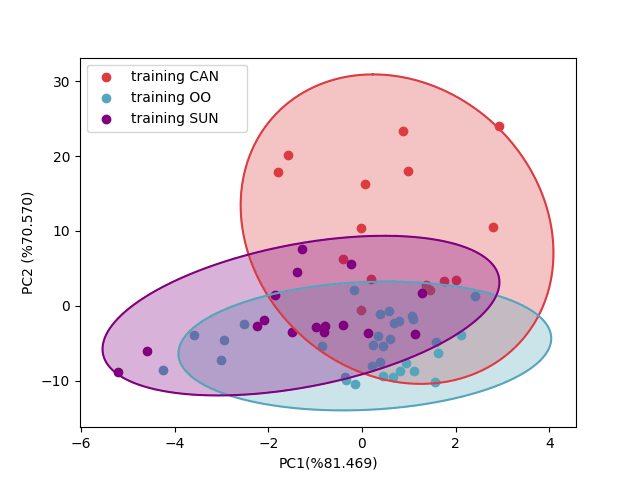 training CAN
training OO
training SUN
30
20
10
0
−10
PC2 (%70.570)
−6
−4
−2
0
2
4
PC1(%81.469)